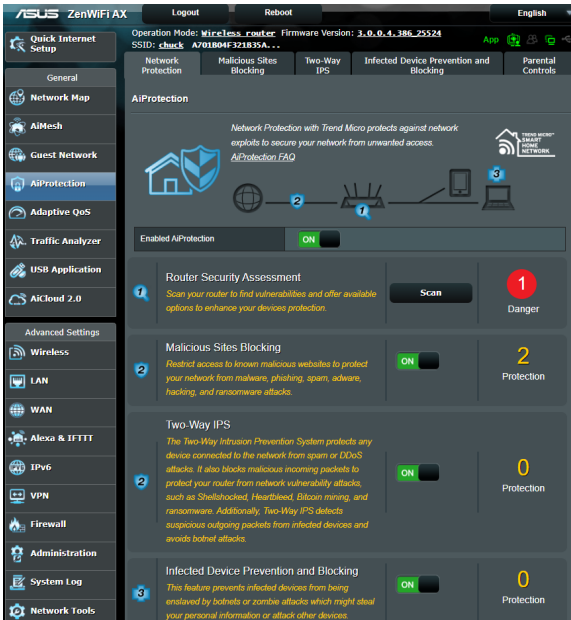 ASUS ZenWiFi AX
Logout
Reboot
English
Quick Internet
Setup
Operation Mode: Wireless router Firmware Version: 3.0.0.4.386_25524
SSID: chuck A701B04F321B35A...
App
General
Network Map
AiMesh
Guest Network
AiProtection
Adaptive QoS
Traffic Analyzer
USB Application
AiCloud 2.0
Advanced Settings
Wireless
LAN
WAN
Alexa & IFTTT
IPv6
VPN
Firewall
Administration
System Log
Network Tools
Network
Protection
Malicious Sites
Blocking
Two-Way
IPS
Infected Device Prevention and
Blocking
Parental
Controls
AiProtection
Network Protection with Trend Micro protects against network
exploits to secure your network from unwanted access.
AiProtection FAQ
TREND MICRO™
SMART
HOME
NETWORK
1
2
3
Enabled AiProtection
ON
1
Router Security Assessment
Scan your router to find vulnerabilities and offer available
options to enhance your devices protection.
Scan
1
Danger
2
Malicious Sites Blocking
Restrict access to known malicious websites to protect
your network from malware, phishing, spam, adware,
hacking, and ransomware attacks.
ON
2
Protection
2
Two-Way IPS
The Two-Way Intrusion Prevention System protects any
device connected to the network from spam or DDoS
attacks. It also blocks malicious incoming packets to
protect your router from network vulnerability attacks,
such as Shellshocked, Heartbleed, Bitcoin mining, and
ransomware. Additionally, Two-Way IPS detects
suspicious outgoing packets from infected devices and
avoids botnet attacks.
ON
0
Protection
3
Infected Device Prevention and Blocking
This feature prevents infected devices from being
enslaved by botnets or zombie attacks which might steal
your personal information or attack other devices.
ON
0
Protection